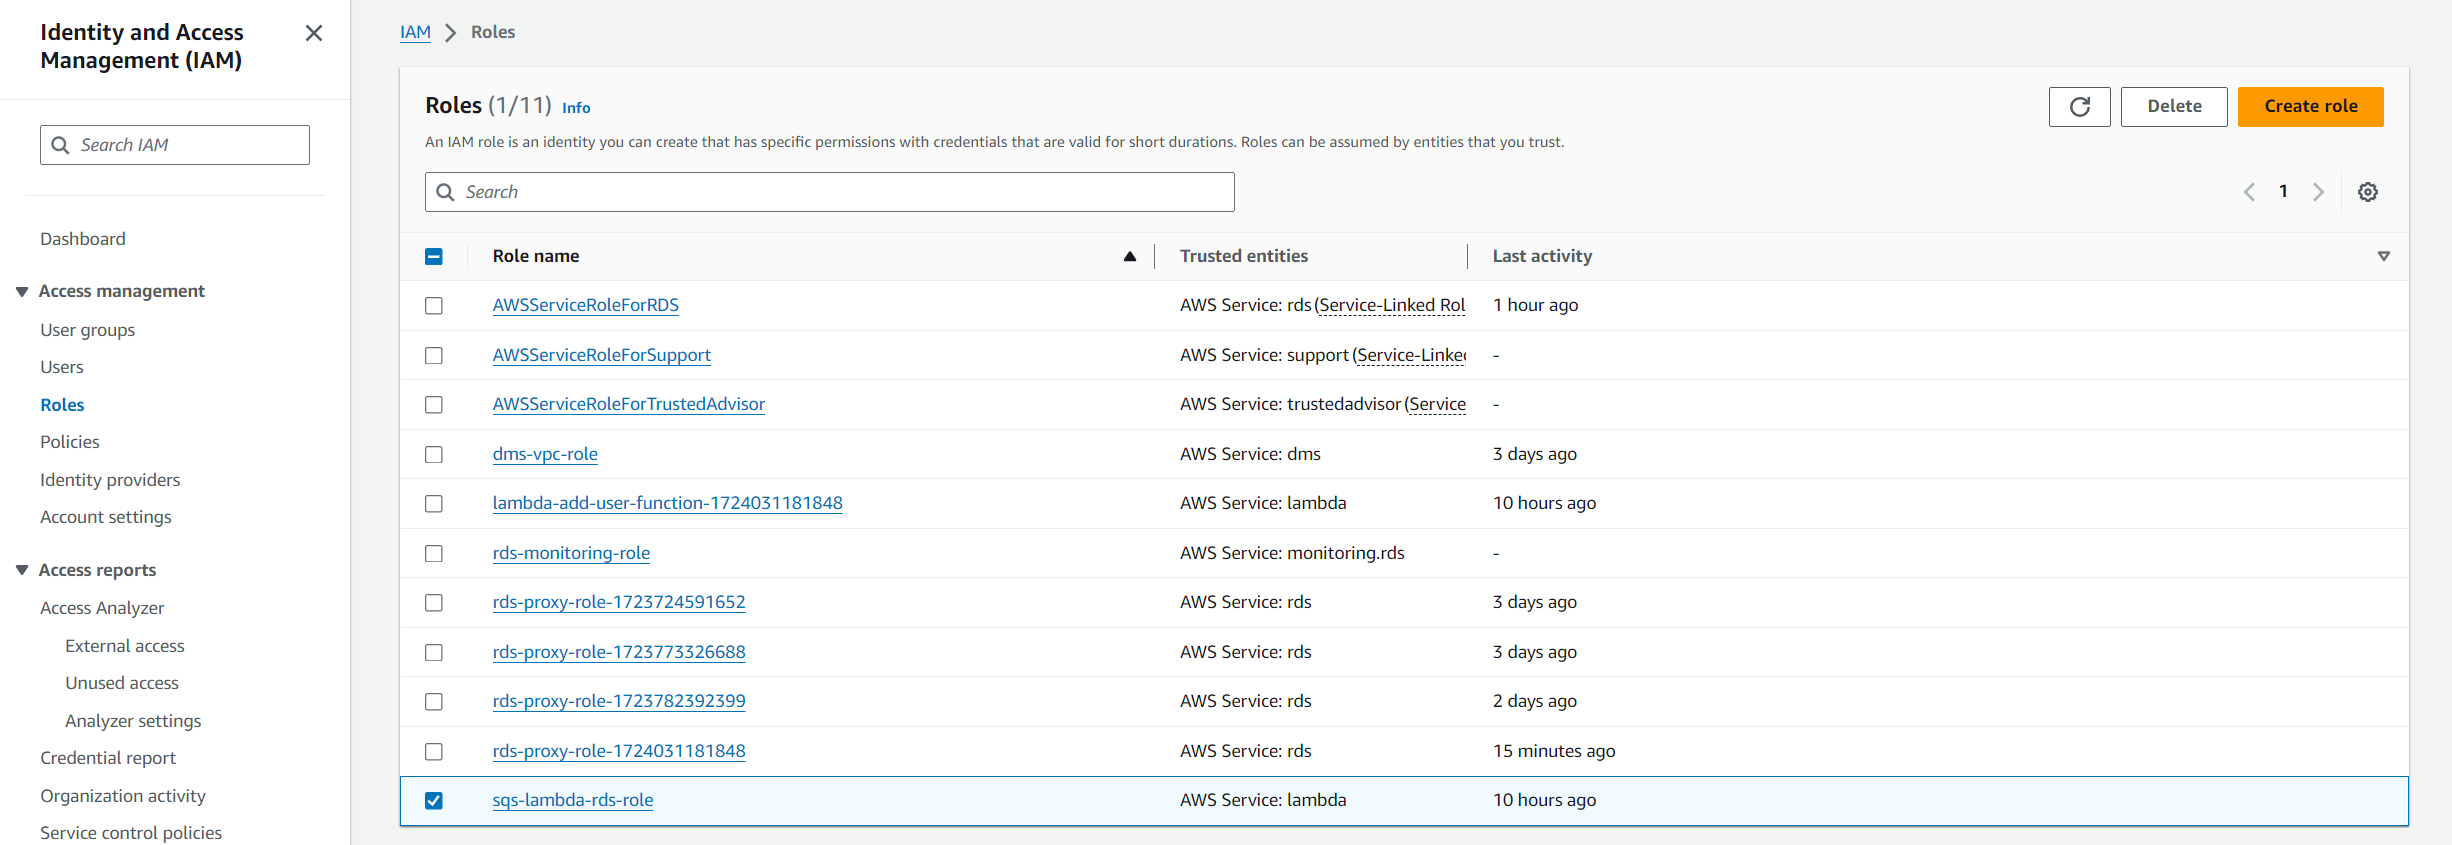 Identity and Access
Management (IAM)
Search IAM
Dashboard
Access management
User groups
Users
Roles
Policies
Identity providers
Account settings
Access reports
Access Analyzer
External access
Unused access
Analyzer settings
Credential report
Organization activity
Service control policies
IAM > Roles
Roles (1/11) Info
Delete
Create role
An IAM role is an identity you can create that has specific permissions with credentials that are valid for short durations. Roles can be assumed by entities that you trust.
Search
1
Role name Trusted entities Last activity
AWSServiceRoleForRDS AWS Service: rds (Service-Linked Rol 1 hour ago
AWSServiceRoleForSupport AWS Service: support (Service-Linked -
AWSServiceRoleForTrustedAdvisor AWS Service: trustedadvisor (Service -
dms-vpc-role AWS Service: dms 3 days ago
lambda-add-user-function-1724031181848 AWS Service: lambda 10 hours ago
rds-monitoring-role AWS Service: monitoring.rds -
rds-proxy-role-1723724591652 AWS Service: rds 3 days ago
rds-proxy-role-1723773326688 AWS Service: rds 3 days ago
rds-proxy-role-1723782392399 AWS Service: rds 2 days ago
rds-proxy-role-1724031181848 AWS Service: rds 15 minutes ago
sqs-lambda-rds-role AWS Service: lambda 10 hours ago